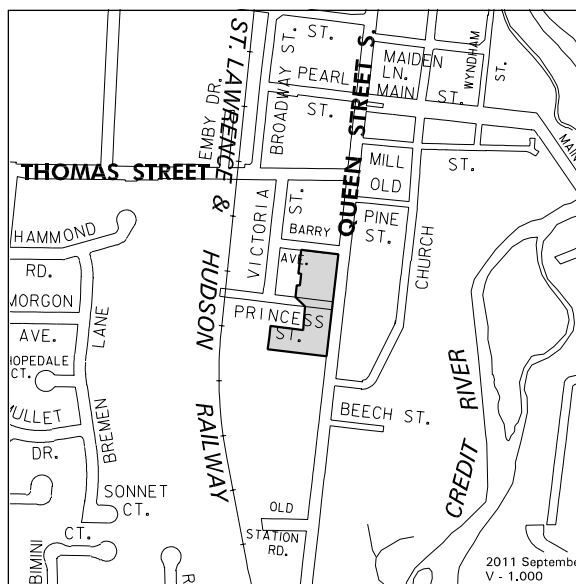 ST.
MAIDEN
LN.
WYNDHAM
ST.
PEARL
MAIN
ST.
ST.
BROADWAY ST.
EMBY DR.
QUEEN STREET S.
ST. LAWRENCE & HUDSON RAILWAY
THOMAS STREET
MILL
ST.
OLD
MAIN
VICTORIA
ST.
BARRY
AVE.
PINE
ST.
CHURCH
HAMMOND
RD.
MORGON
AVE.
HOPEDALE
CT.
LANE
BREMEN
PRINCESS
ST.
MULLET
DR.
BEECH ST.
CREDIT RIVER
SONNET
CT.
CT.
BIMINI
OLD
STATION
RD.
R
2011 Septembe
V - 1,000